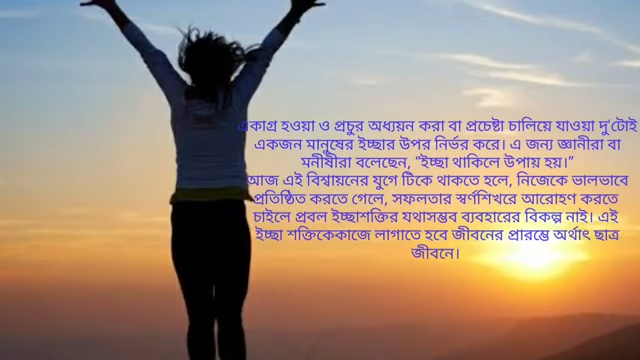 একাগ্র হওয়া ও প্রচুর অধ্যয়ন করা বা প্রচেষ্টা চালিয়ে যাওয়া দু'টোই
একজন মানুষের ইচ্ছার উপর নির্ভর করে। এ জন্য জ্ঞানীরা বা
মনীষীরা বলেছেন, “ইচ্ছা থাকিলে উপায় হয়।”
আজ এই বিশ্বায়নের যুগে টিকে থাকতে হলে, নিজেকে ভালভাবে
প্রতিষ্ঠিত করতে গেলে, সফলতার স্বর্ণশিখরে আরোহণ করতে
চাইলে প্রবল ইচ্ছাশক্তির যথাসম্ভব ব্যবহারের বিকল্প নাই। এই
ইচ্ছা শক্তিকেকাজে লাগাতে হবে জীবনের প্রারম্ভে অর্থাৎ ছাত্র
জীবনে।